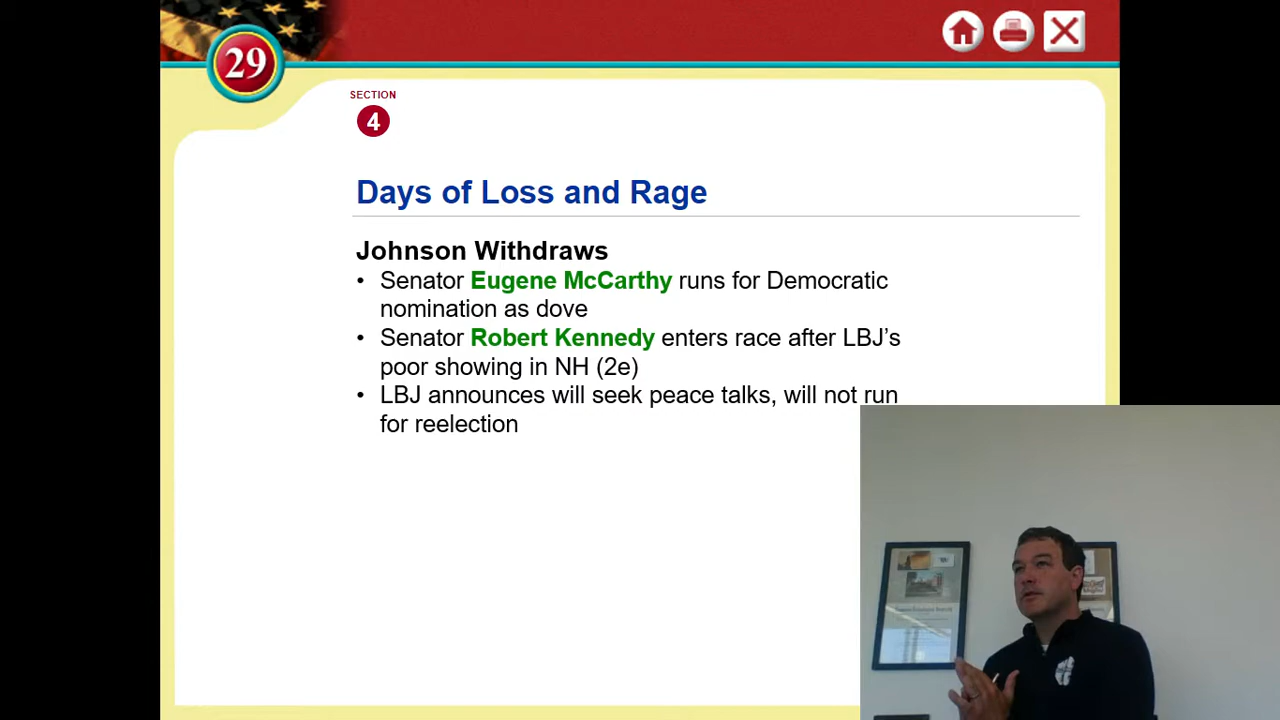 29
SECTION
4
Days of Loss and Rage
Johnson Withdraws
• Senator Eugene McCarthy runs for Democratic
nomination as dove
• Senator Robert Kennedy enters race after LBJ’s
poor showing in NH (2e)
• LBJ announces will seek peace talks, will not run
for reelection